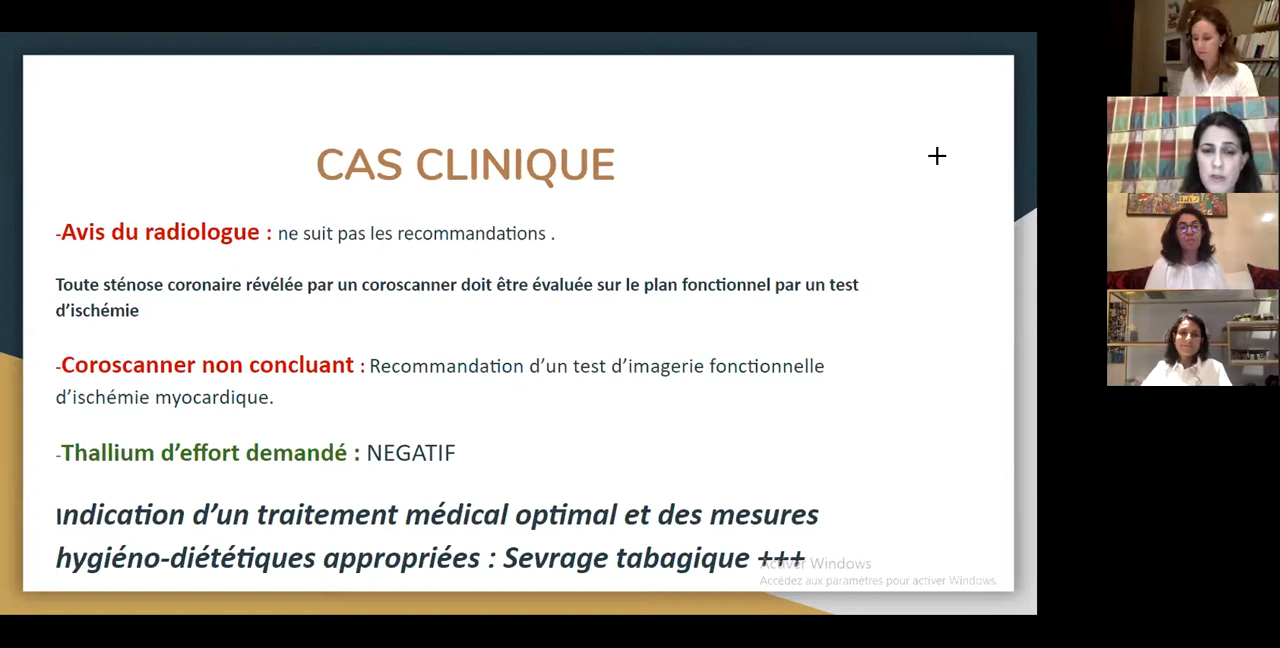 CAS CLINIQUE
-Avis du radiologue : ne suit pas les recommandations .
Toute sténose coronaire révélée par un coroscanner doit être évaluée sur le plan fonctionnel par un test
d’ischémie
-Coroscanner non concluant : Recommandation d’un test d’imagerie fonctionnelle
d’ischémie myocardique.
-Thallium d’effort demandé : NEGATIF
Indication d’un traitement médical optimal et des mesures
hygiéno-diététiques appropriées : Sevrage tabagique +++
Activer Windows
Accédez aux paramètres pour activer Windows.